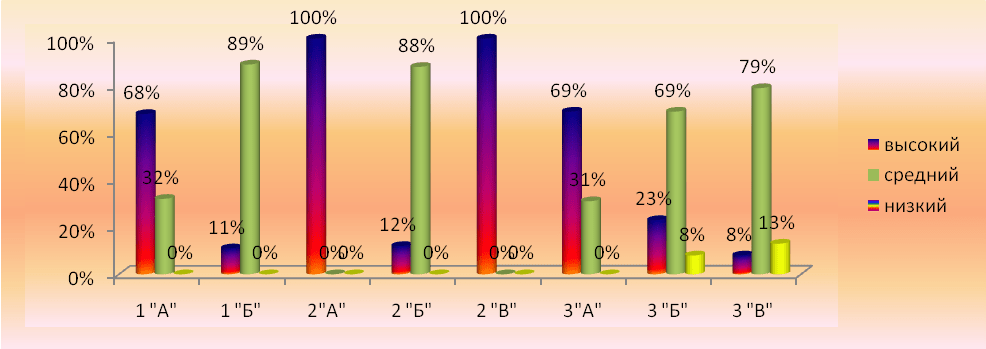 100%
80%
60%
40%
20%
0%
68%
32%
0%
11%
89%
0%
100%
0%
0%
12%
88%
0%
100%
0%
0%
69%
31%
0%
23%
69%
8%
8%
79%
13%
1 "А"
1 "Б"
2"А"
2 "Б"
2 "В"
3"А"
3 "Б"
3 "В"
высокий
средний
низкий